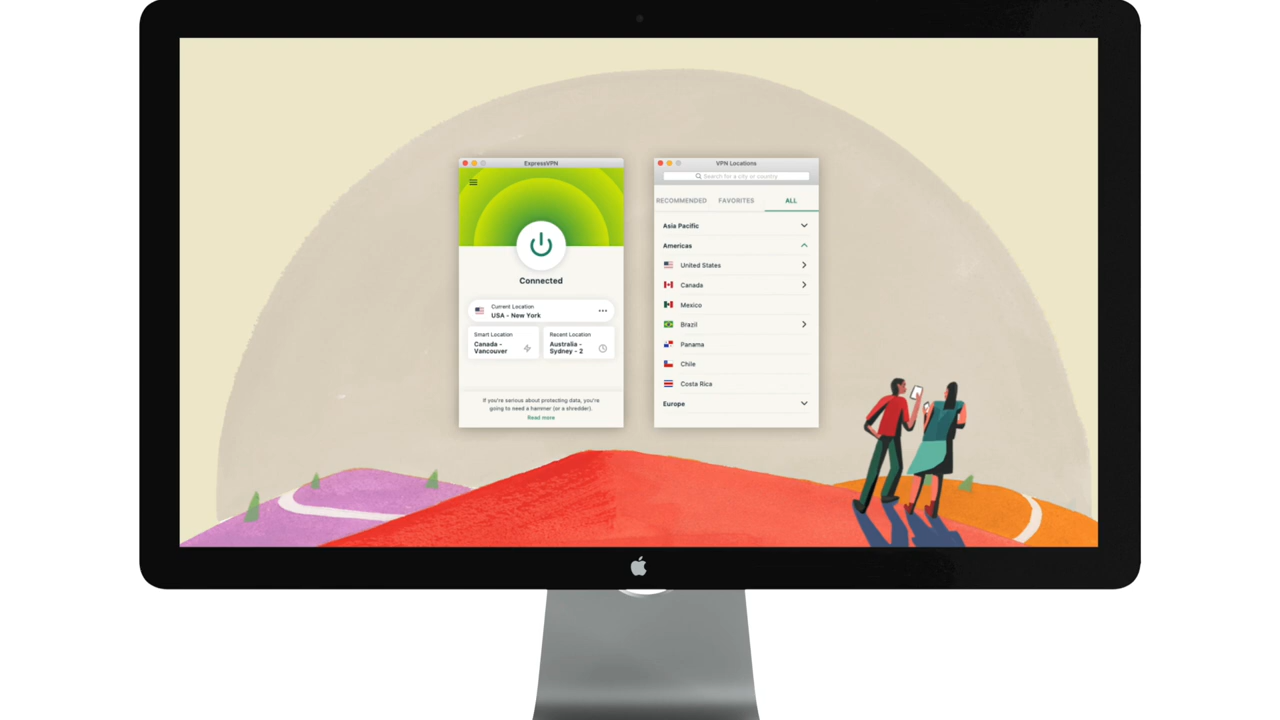 ExpressVPN
Connected
Current Location
USA - New York
Smart Location
Canada -
Vancouver
Recent Location
Australia -
Sydney - 2
If you're serious about protecting data, you're
going to need a hammer (or a shredder).
Read more
VPN Locations
Search for a city or country
RECOMMENDED FAVORITES ALL
Asia Pacific
Americas
United States
Canada
Mexico
Brazil
Panama
Chile
Costa Rica
Europe